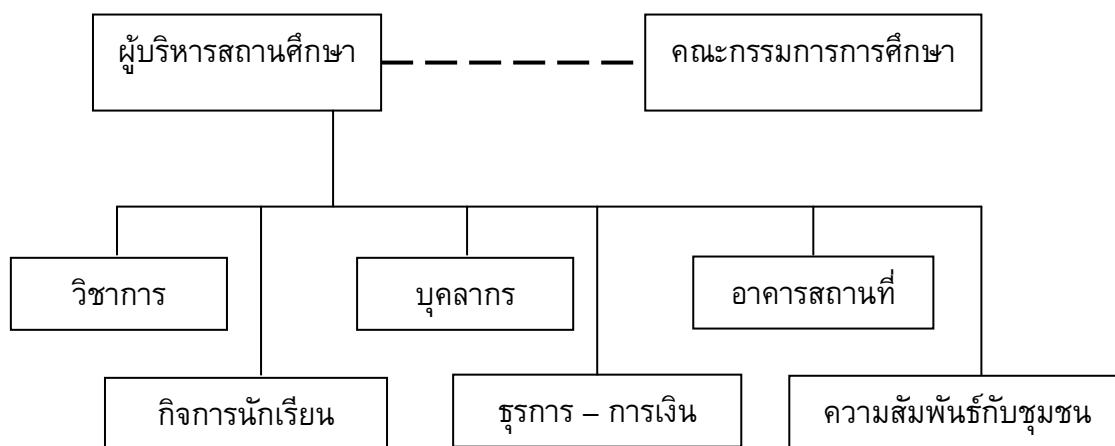 ผู้บริหารสถานศึกษา
คณะกรรมการการศึกษา
วิชาการ
บุคลากร
อาคารสถานที่
กิจการนักเรียน
ธุรการ – การเงิน
ความสัมพันธ์กับชุมชน